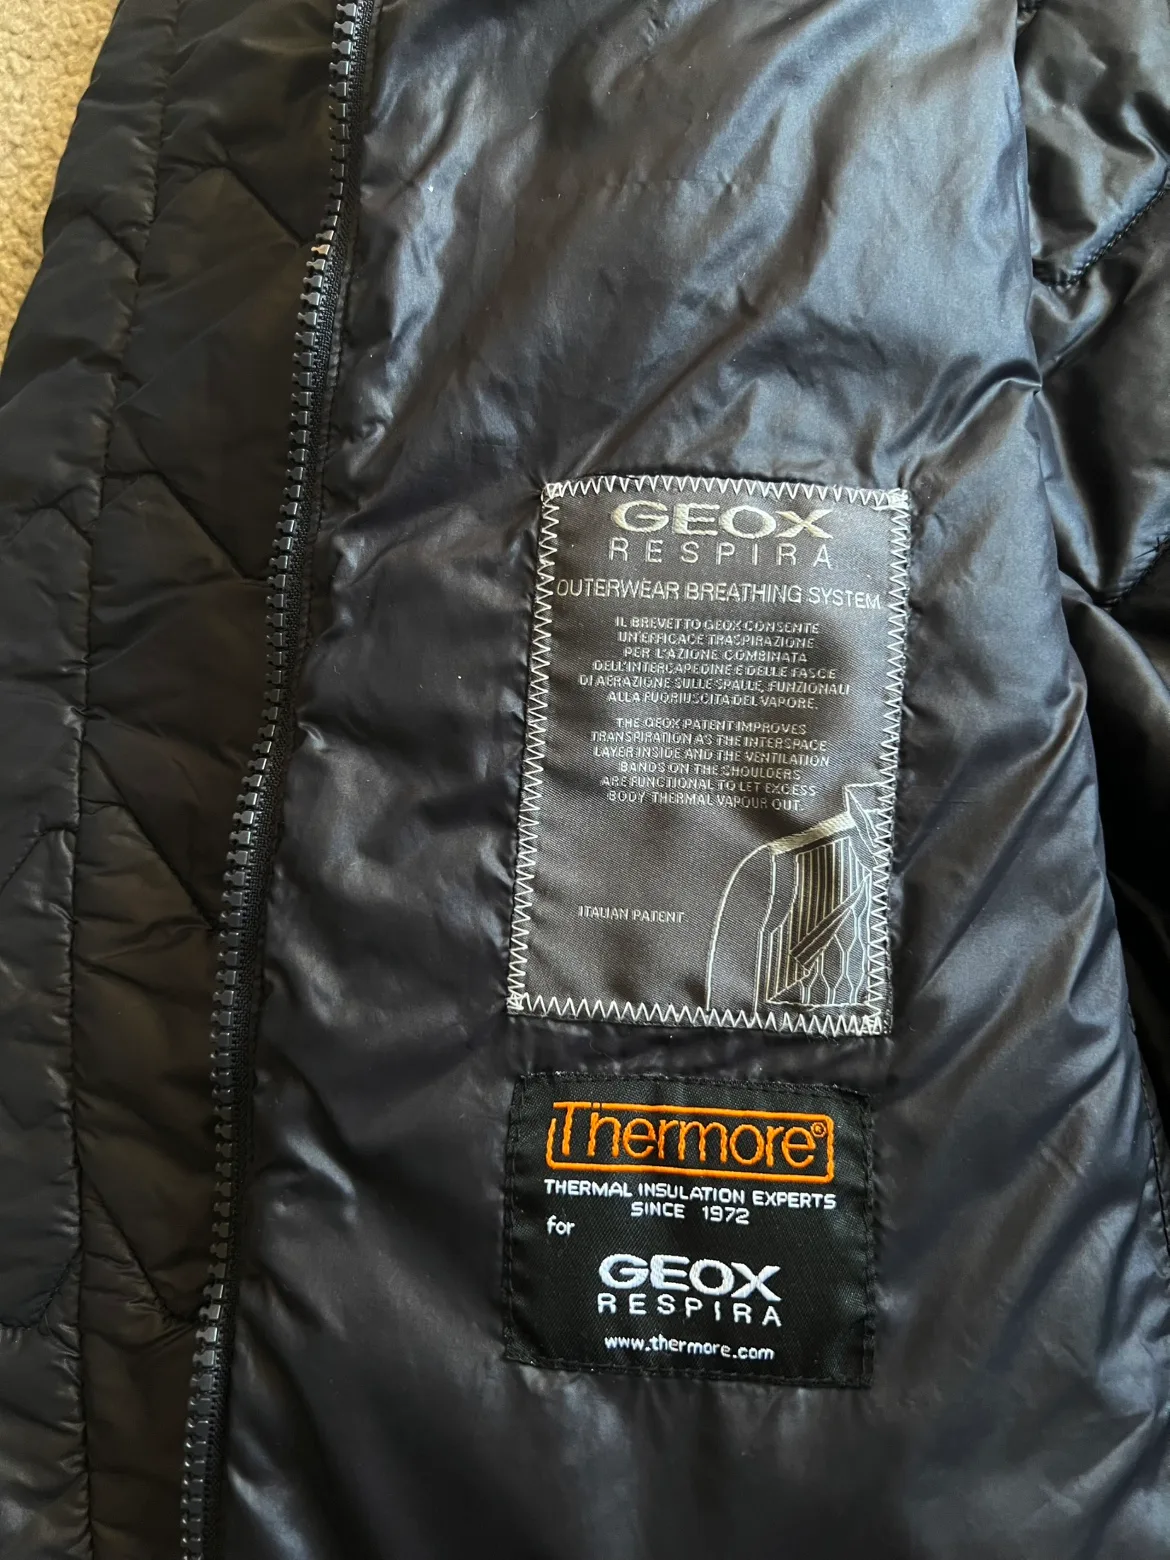 GEOX
RESPIRA
OUTERWEAR BREATHING SYSTEM
IL BREVETTO GEOX CONSENTE
UN'EFFICACE TRASPIRAZIONE
PER L'AZIONE COMBINATA
DELL'INTERCAPEDINE E DELLE FASCE
DI AERAZIONE SULLE SPALLE, FUNZIONALI
ALLA FUORIUSCITA DEL VAPORE.
THE GEOX PATENT IMPROVES
TRANSPIRATION AS THE INTERSPACE
LAYER INSIDE AND THE VENTILATION
BANDS ON THE SHOULDERS
ARE FUNCTIONAL TO LET EXCESS
BODY THERMAL VAPOUR OUT.
ITALIAN PATENT
Thermore®
THERMAL INSULATION EXPERTS
SINCE 1972
for
GEOX
RESPIRA
www.thermore.com